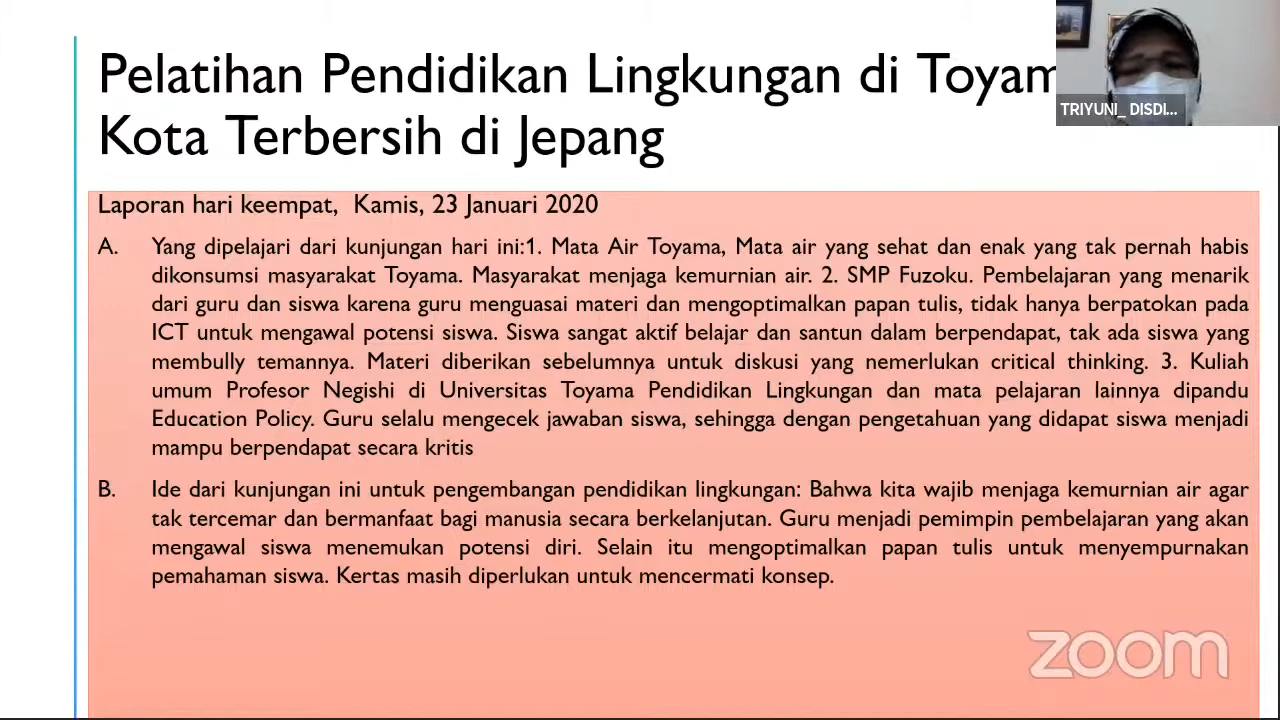 Pelatihan Pendidikan Lingkungan di Toyam
Kota Terbersih di Jepang
TRIYUNI_ DISDI...
Laporan hari keempat, Kamis, 23 Januari 2020
A. Yang dipelajari dari kunjungan hari ini:1. Mata Air Toyama, Mata air yang sehat dan enak yang tak pernah habis
dikonsumsi masyarakat Toyama. Masyarakat menjaga kemurnian air. 2. SMP Fuzoku. Pembelajaran yang menarik
dari guru dan siswa karena guru menguasai materi dan mengoptimalkan papan tulis, tidak hanya berpatokan pada
ICT untuk mengawal potensi siswa. Siswa sangat aktif belajar dan santun dalam berpendapat, tak ada siswa yang
membully temannya. Materi diberikan sebelumnya untuk diskusi yang nemerlukan critical thinking. 3. Kuliah
umum Profesor Negishi di Universitas Toyama Pendidikan Lingkungan dan mata pelajaran lainnya dipandu
Education Policy. Guru selalu mengecek jawaban siswa, sehingga dengan pengetahuan yang didapat siswa menjadi
mampu berpendapat secara kritis
B. Ide dari kunjungan ini untuk pengembangan pendidikan lingkungan: Bahwa kita wajib menjaga kemurnian air agar
tak tercemar dan bermanfaat bagi manusia secara berkelanjutan. Guru menjadi pemimpin pembelajaran yang akan
mengawal siswa menemukan potensi diri. Selain itu mengoptimalkan papan tulis untuk menyempurnakan
pemahaman siswa. Kertas masih diperlukan untuk mencermati konsep.
zoom